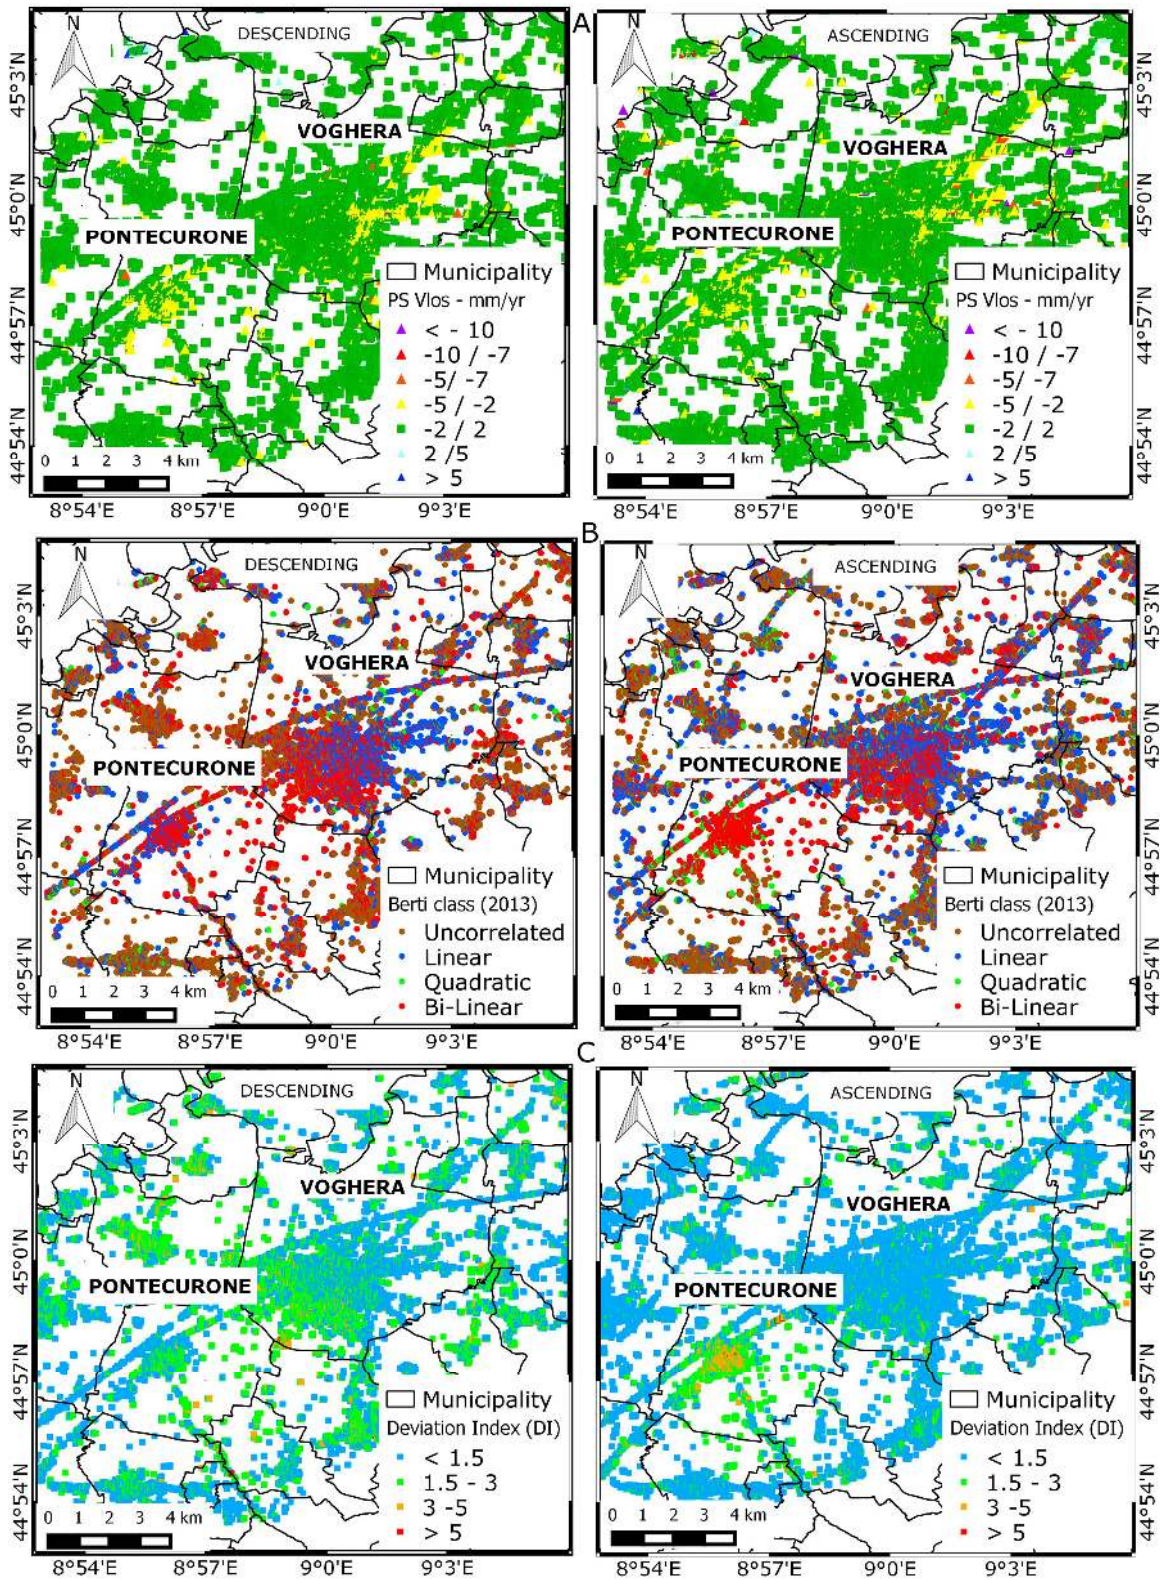 A
N
DESCENDING
VOGHERA
PONTECURONE
Municipality
PS Vlos - mm/yr
< - 10
-10 / -7
-5/ -7
-5 / -2
-2 / 2
2 /5
> 5
0 1 2 3 4 km
45°3'N
45°0'N
44°57'N
44°54'N
8°54'E 8°57'E 9°0'E 9°3'E
N
ASCENDING
VOGHERA
PONTECURONE
Municipality
PS Vlos - mm/yr
< - 10
-10 / -7
-5/ -7
-5 / -2
-2 / 2
2 /5
> 5
0 1 2 3 4 km
45°3'N
45°0'N
44°57'N
44°54'N
8°54'E 8°57'E 9°0'E 9°3'E
B
N
DESCENDING
VOGHERA
PONTECURONE
Municipality
Berti class (2013)
Uncorrelated
Linear
Quadratic
Bi-Linear
0 1 2 3 4 km
45°3'N
45°0'N
44°57'N
44°54'N
8°54'E 8°57'E 9°0'E 9°3'E
N
ASCENDING
VOGHERA
PONTECURONE
Municipality
Berti class (2013)
Uncorrelated
Linear
Quadratic
Bi-Linear
0 1 2 3 4 km
45°3'N
45°0'N
44°57'N
44°54'N
8°54'E 8°57'E 9°0'E 9°3'E
C
N
DESCENDING
VOGHERA
PONTECURONE
Municipality
Deviation Index (DI)
< 1.5
1.5 - 3
3 -5
> 5
0 1 2 3 4 km
45°3'N
45°0'N
44°57'N
44°54'N
8°54'E 8°57'E 9°0'E 9°3'E
N
ASCENDING
VOGHERA
PONTECURONE
Municipality
Deviation Index (DI)
< 1.5
1.5 - 3
3 -5
> 5
0 1 2 3 4 km
45°3'N
45°0'N
44°57'N
44°54'N
8°54'E 8°57'E 9°0'E 9°3'E